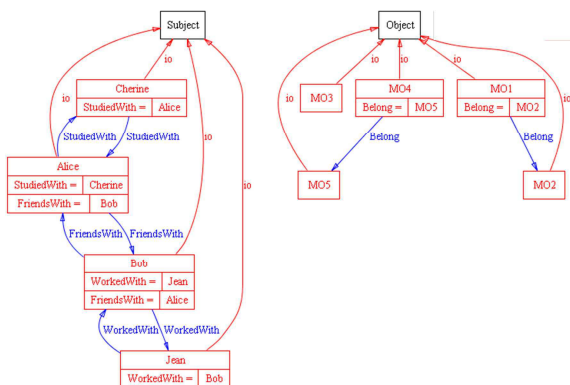 Subject
Object
io
io
io
io
io
io
io
io
io
Cherine
StudiedWith = Alice
MO3
MO4
Belong = MO5
MO1
Belong = MO2
StudiedWith
StudiedWith
Belong
Belong
Alice
StudiedWith = Cherine
FriendsWith = Bob
MO5
MO2
FriendsWith
FriendsWith
Bob
WorkedWith = Jean
FriendsWith = Alice
WorkedWith
WorkedWith
Jean
WorkedWith = Bob